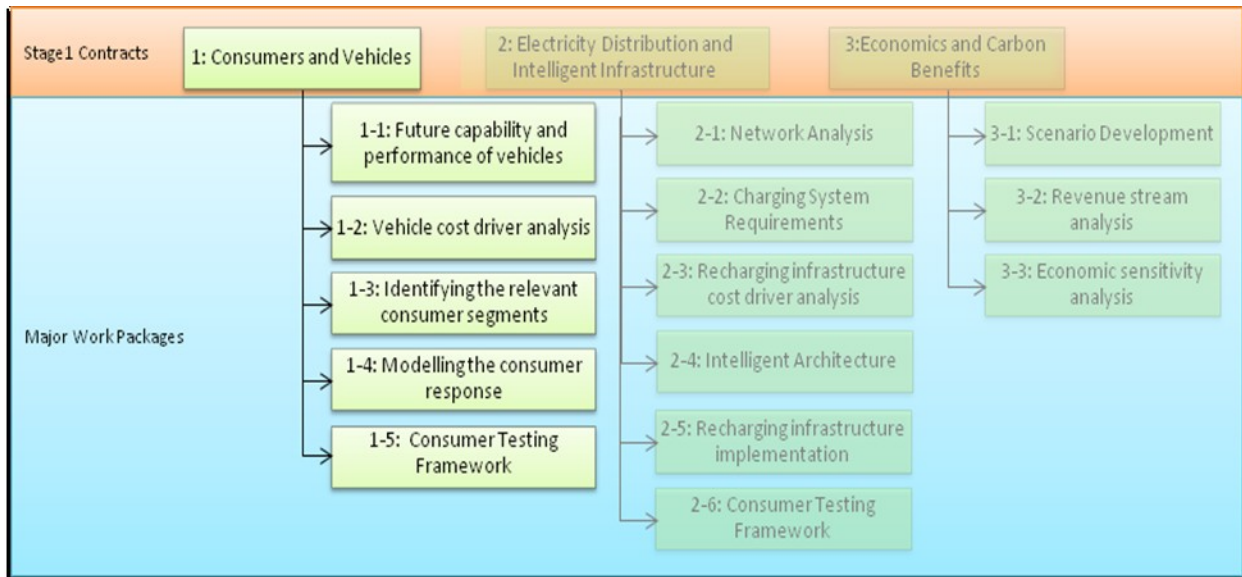 Stage1 Contracts
1: Consumers and Vehicles
2: Electricity Distribution and
Intelligent Infrastructure
3:Economics and Carbon
Benefits
Major Work Packages
1-1: Future capability and
performance of vehicles
1-2: Vehicle cost driver analysis
1-3: Identifying the relevant
consumer segments
1-4: Modelling the consumer
response
1-5: Consumer Testing
Framework
2-1: Network Analysis
2-2: Charging System
Requirements
2-3: Recharging infrastructure
cost driver analysis
2-4: Intelligent Architecture
2-5: Recharging infrastructure
implementation
2-6: Consumer Testing
Framework
3-1: Scenario Development
3-2: Revenue stream
analysis
3-3: Economic sensitivity
analysis